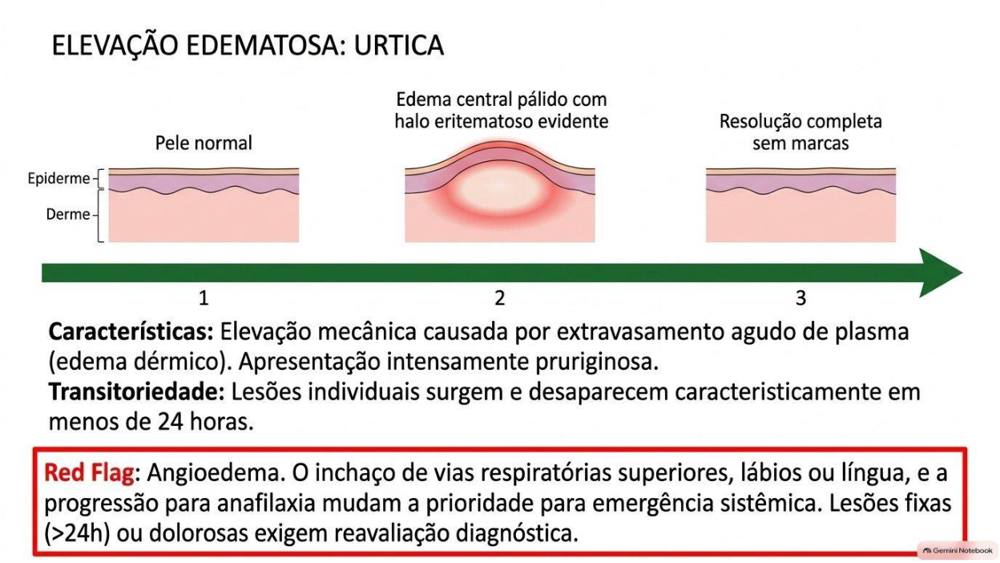 ELEVAÇÃO EDEMATOSA: URTICA
Pele normal
Edema central pálido com
halo eritematoso evidente
Resolução completa
sem marcas
Epiderme
Derme
1
2
3
Características: Elevação mecânica causada por extravasamento agudo de plasma
(edema dérmico). Apresentação intensamente pruriginosa.
Transitoriedade: Lesões individuais surgem e desaparecem caracteristicamente em
menos de 24 horas.
Red Flag: Angioedema. O inchaço de vias respiratórias superiores, lábios ou língua, e a
progressão para anafilaxia mudam a prioridade para emergência sistêmica. Lesões fixas
(>24h) ou dolorosas exigem reavaliação diagnóstica.
Gemini Notebook